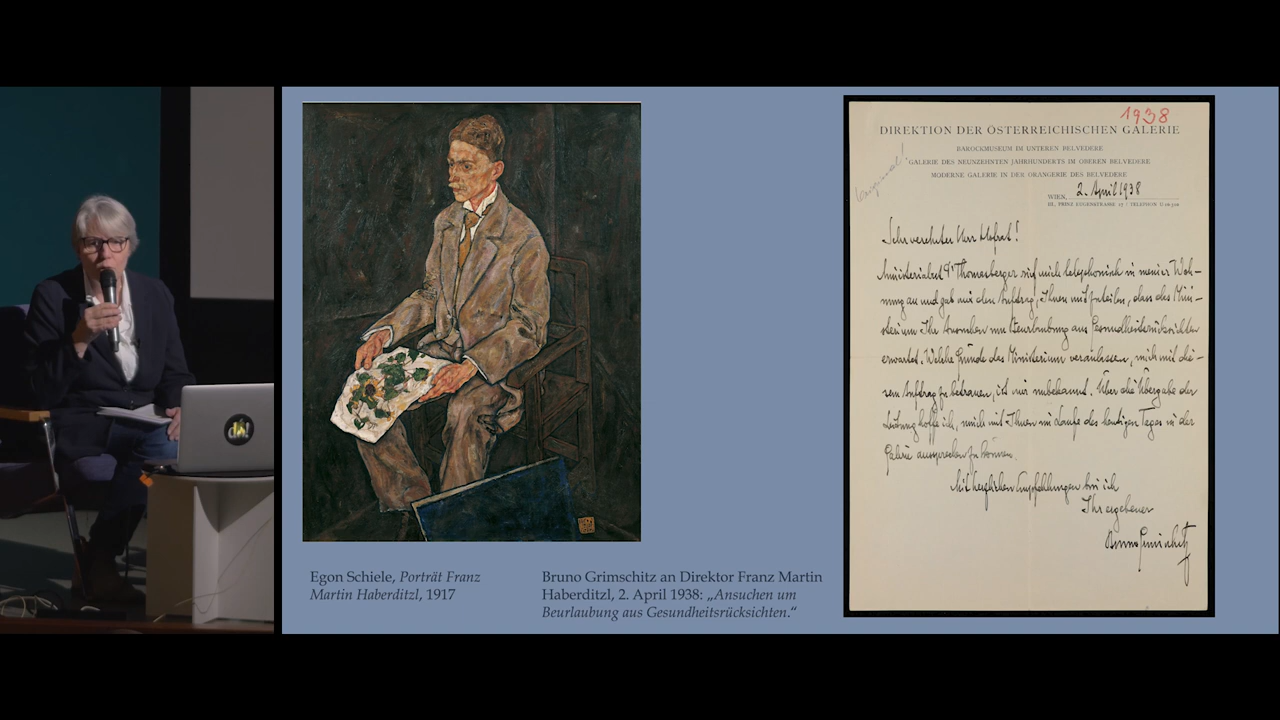 dö!
Egon Schiele, Porträt Franz
Martin Haberditzl, 1917
Bruno Grimschitz an Direktor Franz Martin
Haberditzl, 2. April 1938: „Ansuchen um
Beurlaubung aus Gesundheitsrücksichten.“
1938
DIREKTION DER ÖSTERREICHISCHEN GALERIE
BAROCKMUSEUM IM UNTEREN BELVEDERE
GALERIE DES NEUNZEHNTEN JAHRHUNDERTS IM OBEREN BELVEDERE
MODERNE GALERIE IN DER ORANGERIE DES BELVEDERE
WIEN, 2. April 1938
III. PRINZ EUGENSTRASSE 27 / TELEPHON
Sehr verehrter Herr Hofrat!
Ministerialrat Dr Thomasberger rief mich telephonisch in meiner Woh-
nung an und gab mir den Auftrag, Ihnen mitzuteilen, dass das Mini-
sterium Ihr Ansuchen um Beurlaubung aus Gesundheitsrücksichten
erwartet. Welche Gründe das Ministerium veranlassen, mich mit die-
sem Auftrag zu betrauen, ist mir unbekannt. Über die Übergabe der
Leitung hoffe ich, mich mit Ihnen im Laufe des heutigen Tages in der
Galerie aussprechen zu können.
Mit herzlichen Empfehlungen bin ich
Ihr ergebener
Bruno Grimschitz